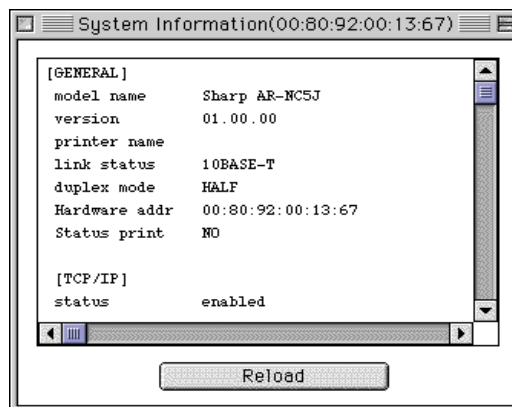 System Information(00:80:92:00:13:67)
[GENERAL]
model name Sharp AR-NC5J
version 01.00.00
printer name
link status 10BASE-T
duplex mode HALF
Hardware addr 00:80:92:00:13:67
Status print NO
[TCP/IP]
status enabled
Reload